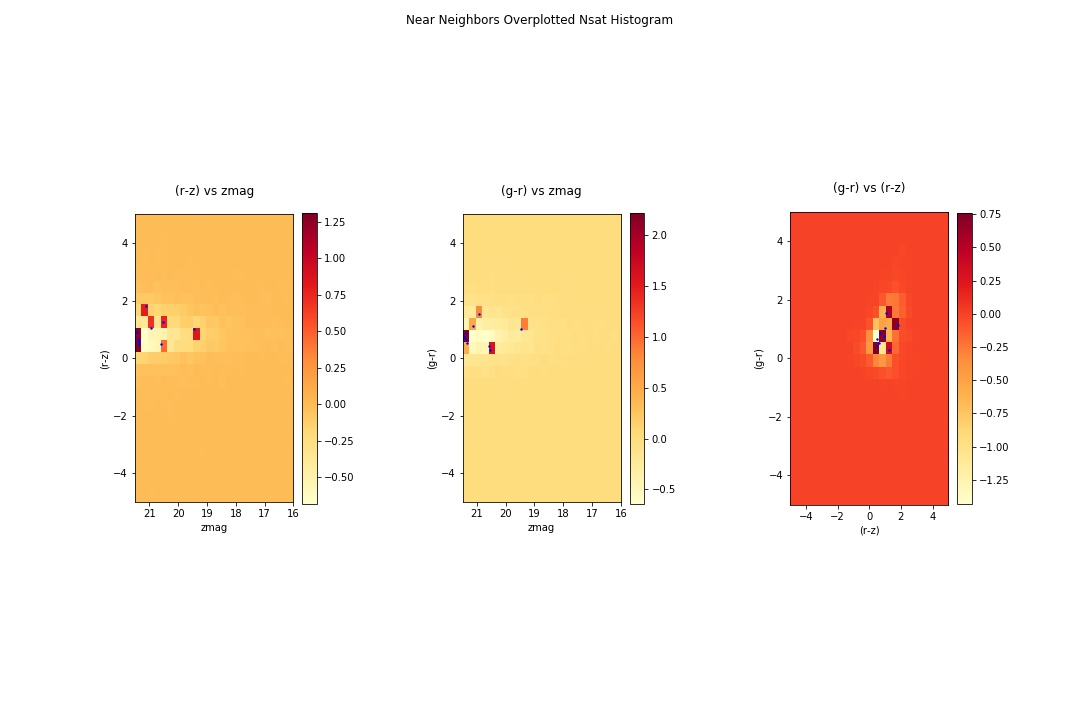 Near Neighbors Overplotted Nsat Histogram
(r-z) vs zmag
4
2
0
−2
−4
(r-z)
21 20 19 18 17 16
zmag
1.25
1.00
0.75
0.50
0.25
0.00
−0.25
−0.50
(g-r) vs zmag
4
2
0
−2
−4
(g-r)
21 20 19 18 17 16
zmag
2.0
1.5
1.0
0.5
0.0
−0.5
(g-r) vs (r-z)
4
2
0
−2
−4
(g-r)
−4 −2 0 2 4
(r-z)
0.75
0.50
0.25
0.00
−0.25
−0.50
−0.75
−1.00
−1.25